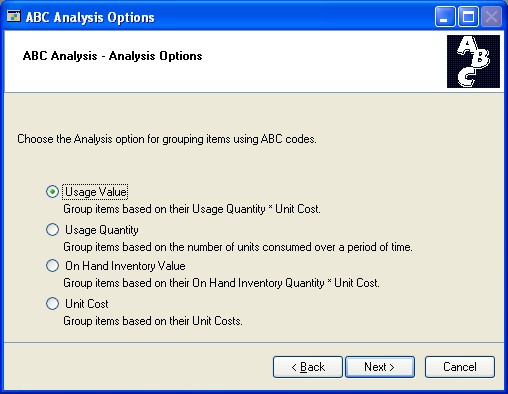 ABC Analysis Options
ABC Analysis - Analysis Options
ABC
Choose the Analysis option for grouping items using ABC codes.
Usage Value
Group items based on their Usage Quantity * Unit Cost.
Usage Quantity
Group items based on the number of units consumed over a period of time.
On Hand Inventory Value
Group items based on their On Hand Inventory Quantity * Unit Cost.
Unit Cost
Group items based on their Unit Costs.
< Back Next > Cancel